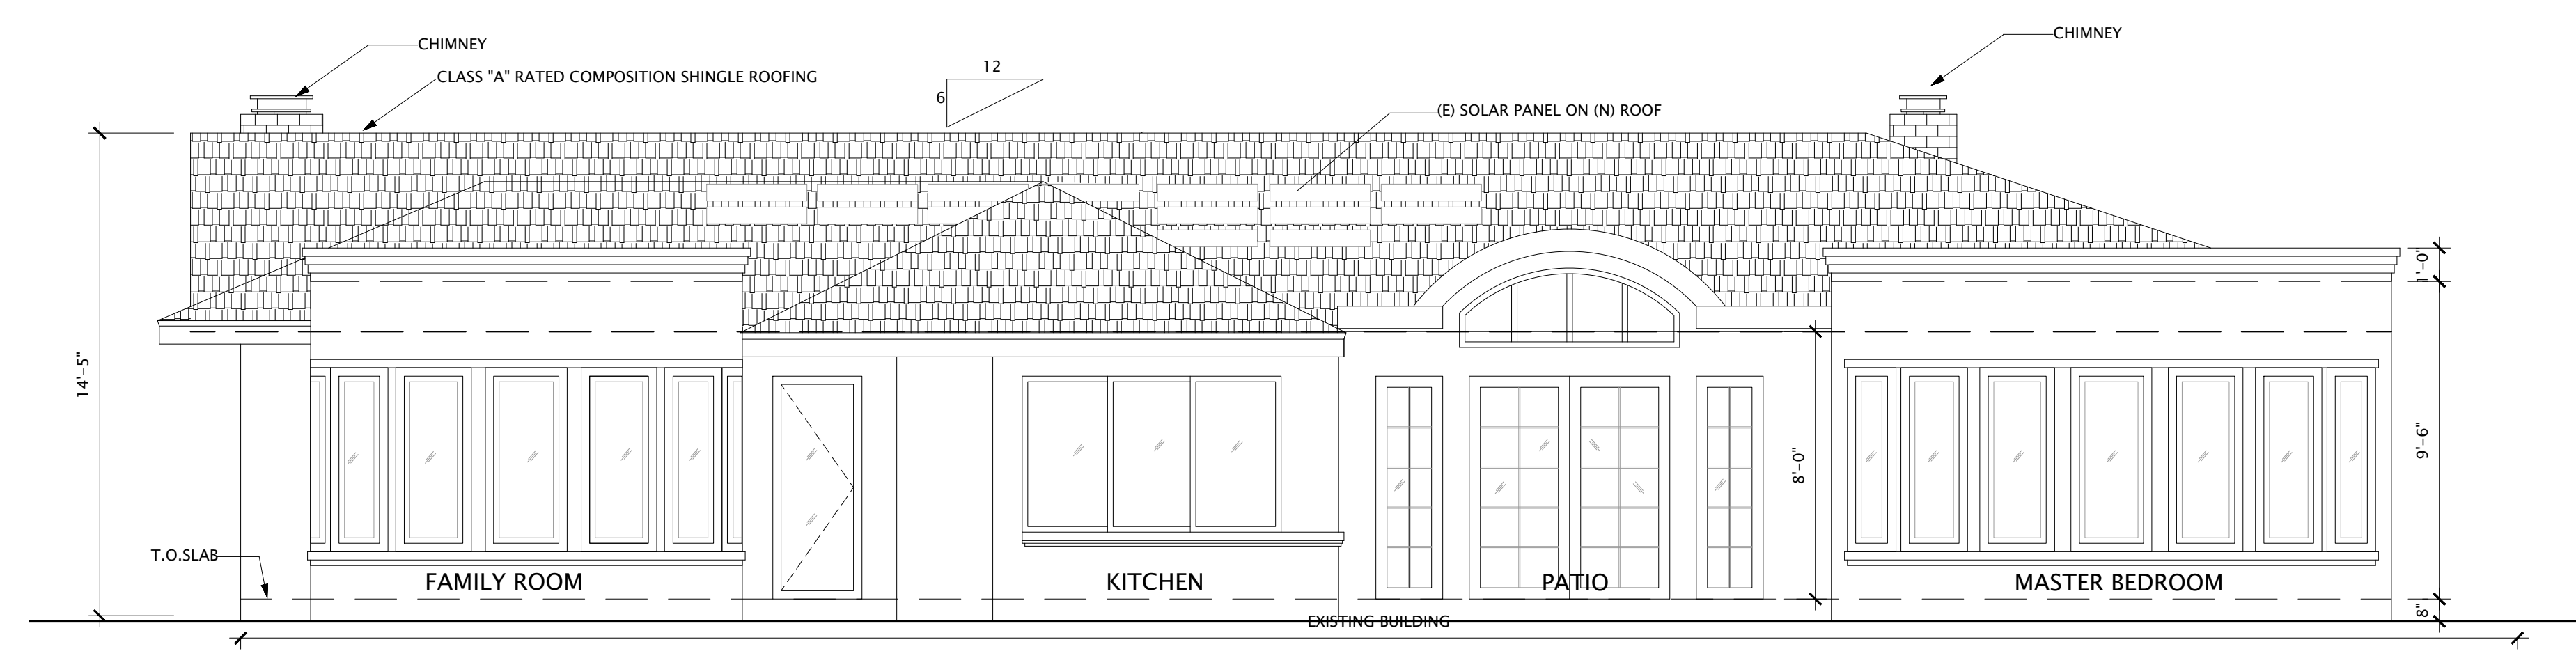 CHIMNEY
CHIMNEY
CLASS "A" RATED COMPOSITION SHINGLE ROOFING
12
6
(E) SOLAR PANEL ON (N) ROOF
1'-0"
14'-5"
9'-6"
8'-0"
T.O.SLAB
FAMILY ROOM
KITCHEN
PATIO
MASTER BEDROOM
8"
EXISTING BUILDING